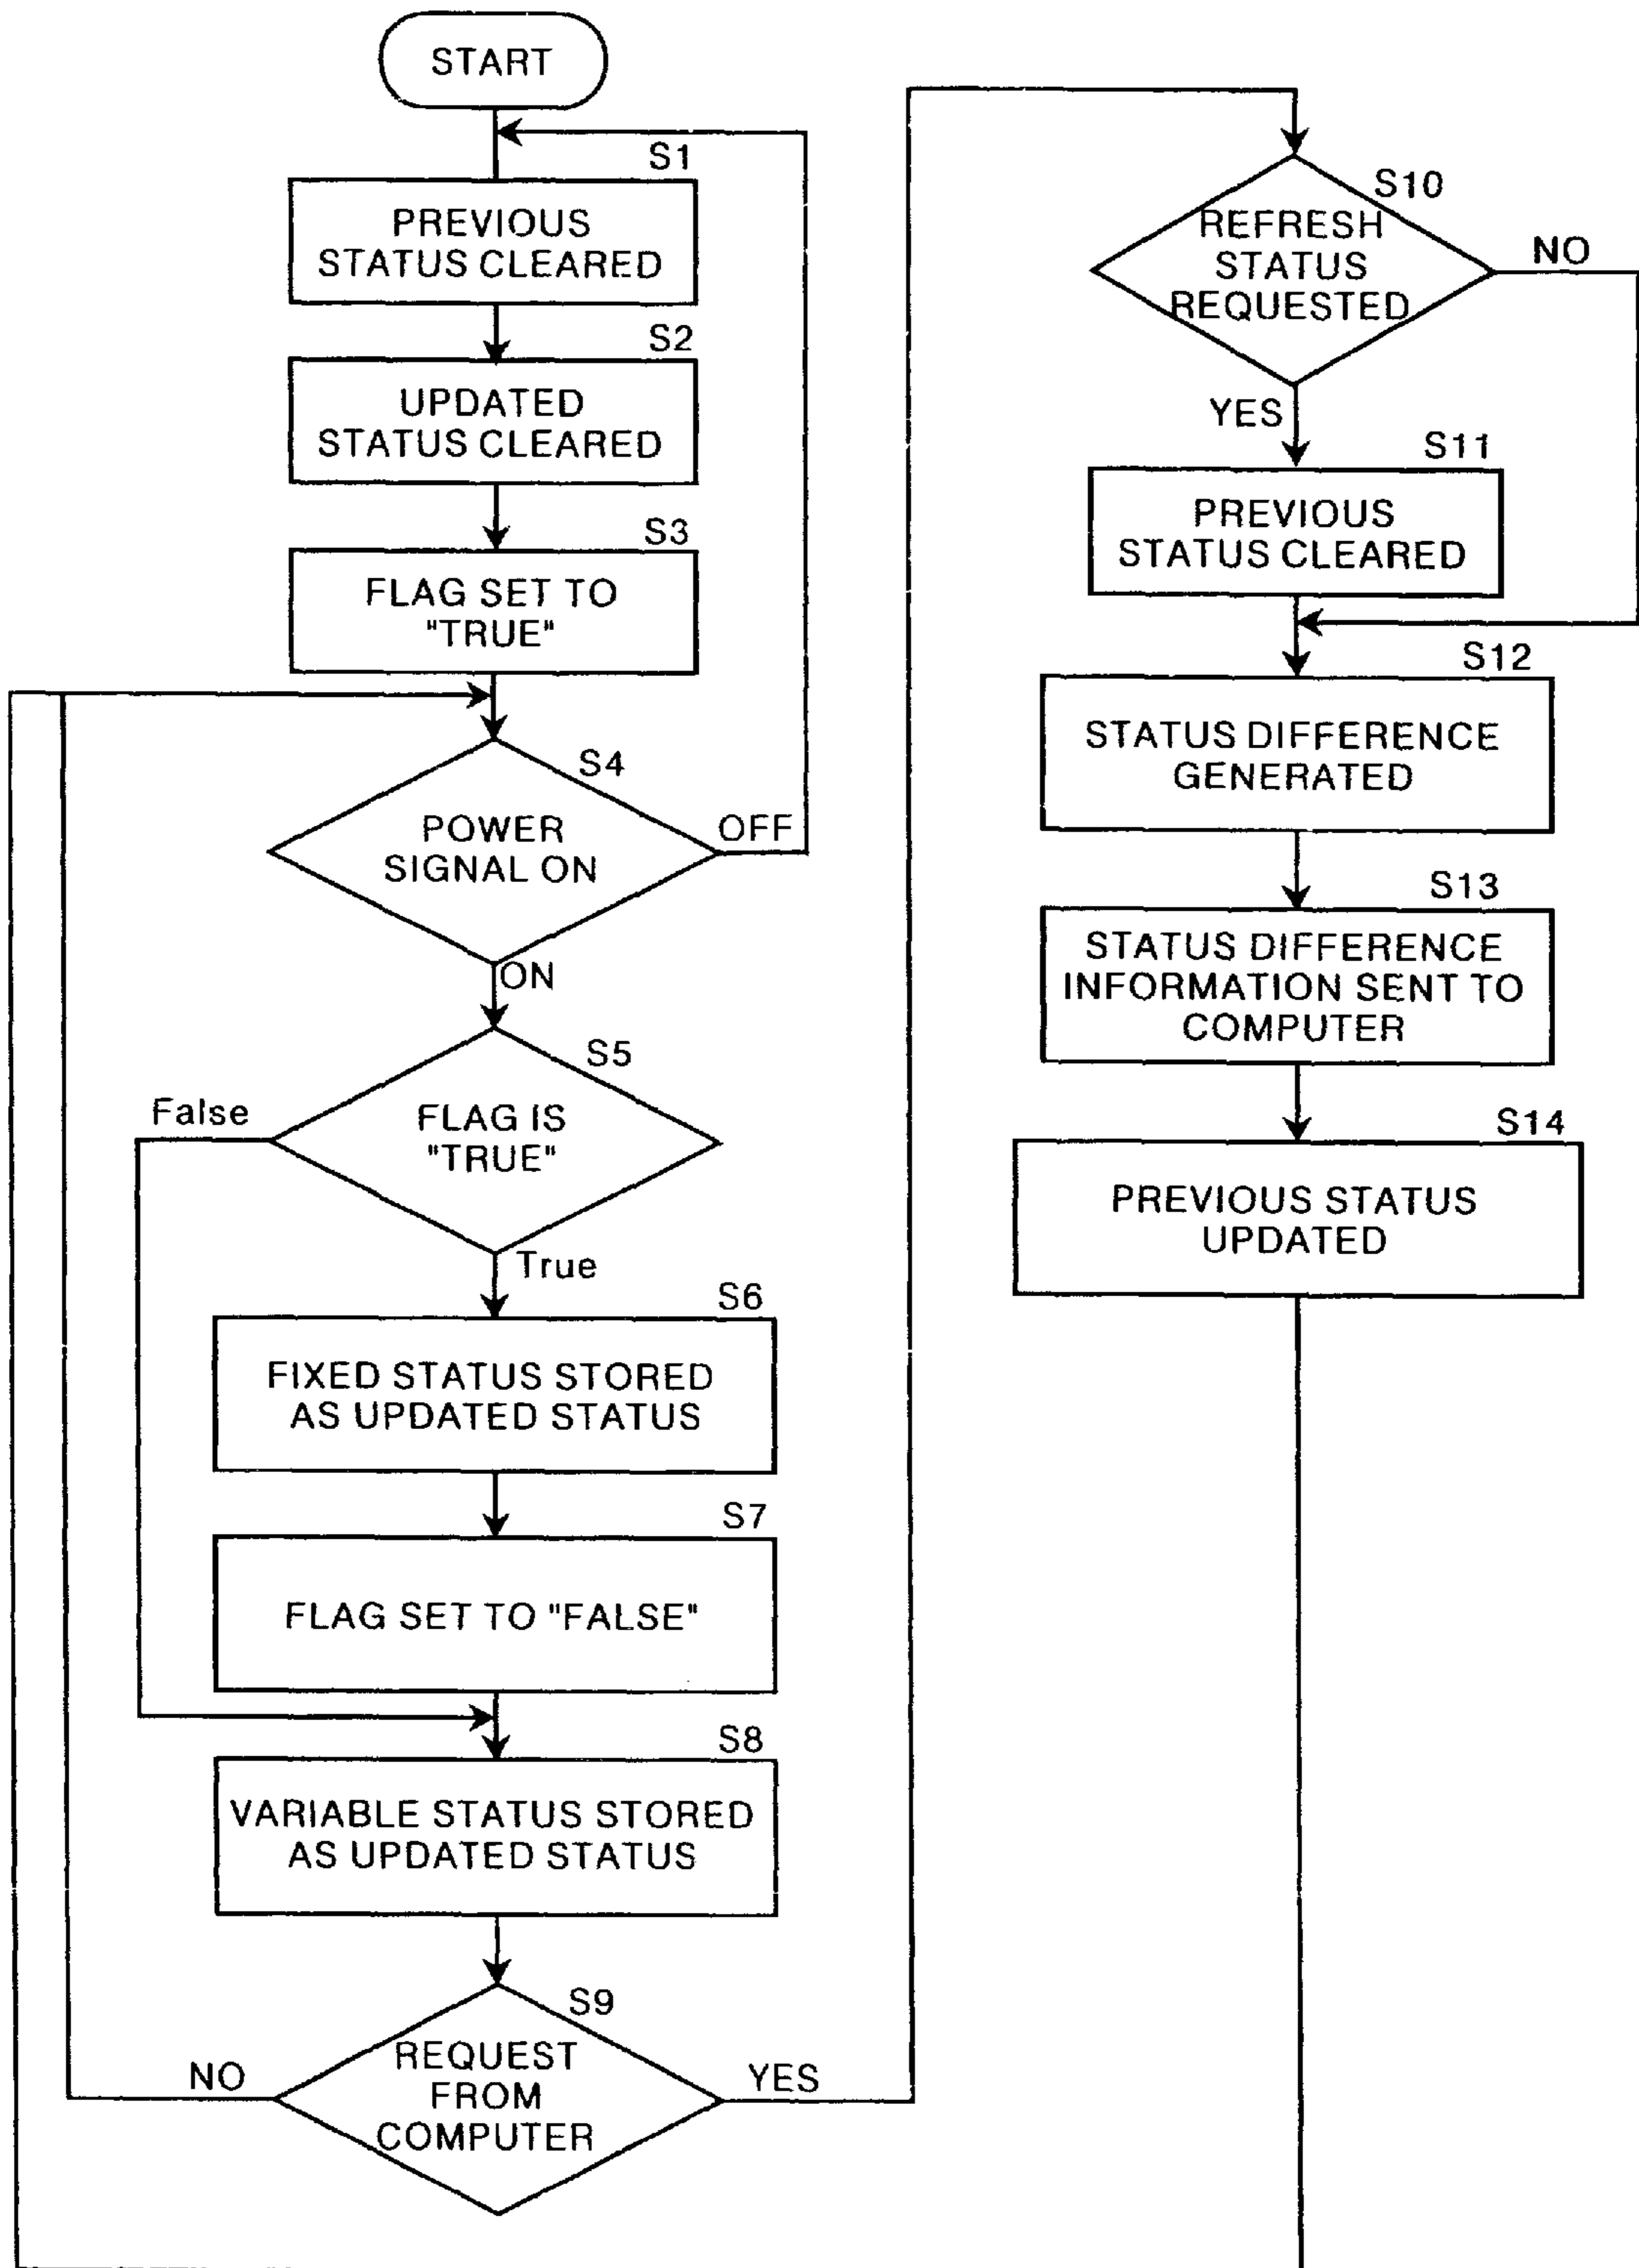 START
S1
PREVIOUS
STATUS CLEARED
S2
UPDATED
STATUS CLEARED
S3
FLAG SET TO
"TRUE"
S4
POWER
SIGNAL ON
OFF
ON
S5
FLAG IS
"TRUE"
False
True
S6
FIXED STATUS STORED
AS UPDATED STATUS
S7
FLAG SET TO "FALSE"
S8
VARIABLE STATUS STORED
AS UPDATED STATUS
S9
REQUEST
FROM
COMPUTER
NO
YES
S10
REFRESH
STATUS
REQUESTED
NO
YES
S11
PREVIOUS
STATUS CLEARED
S12
STATUS DIFFERENCE
GENERATED
S13
STATUS DIFFERENCE
INFORMATION SENT TO
COMPUTER
S14
PREVIOUS STATUS
UPDATED